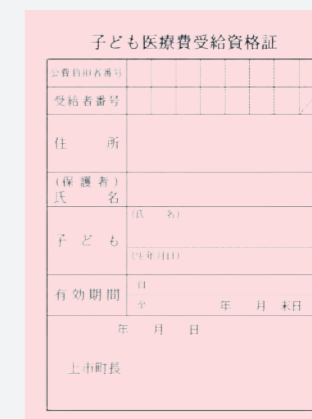 子ども医療費受給資格証
公費負担者番号
受給者番号
住所
(保護者)
氏名
(氏名)
子ども
(生年月日)
自
有効期間
至 年 月 末日
年 月 日
上市町長